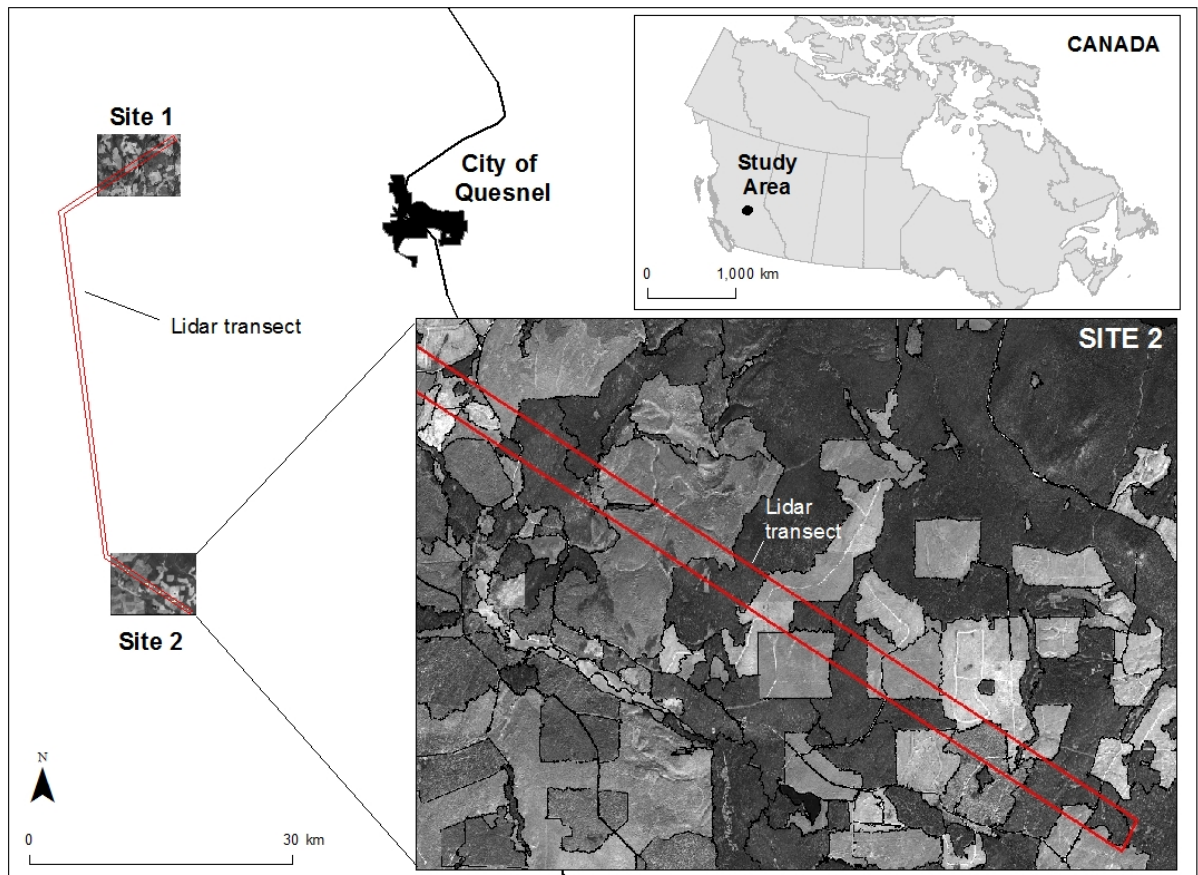 CANADA
Site 1
City of
Quesnel
Study
Area
0 1,000 km
Lidar transect
SITE 2
Lidar
transect
Site 2
N
0 30 km